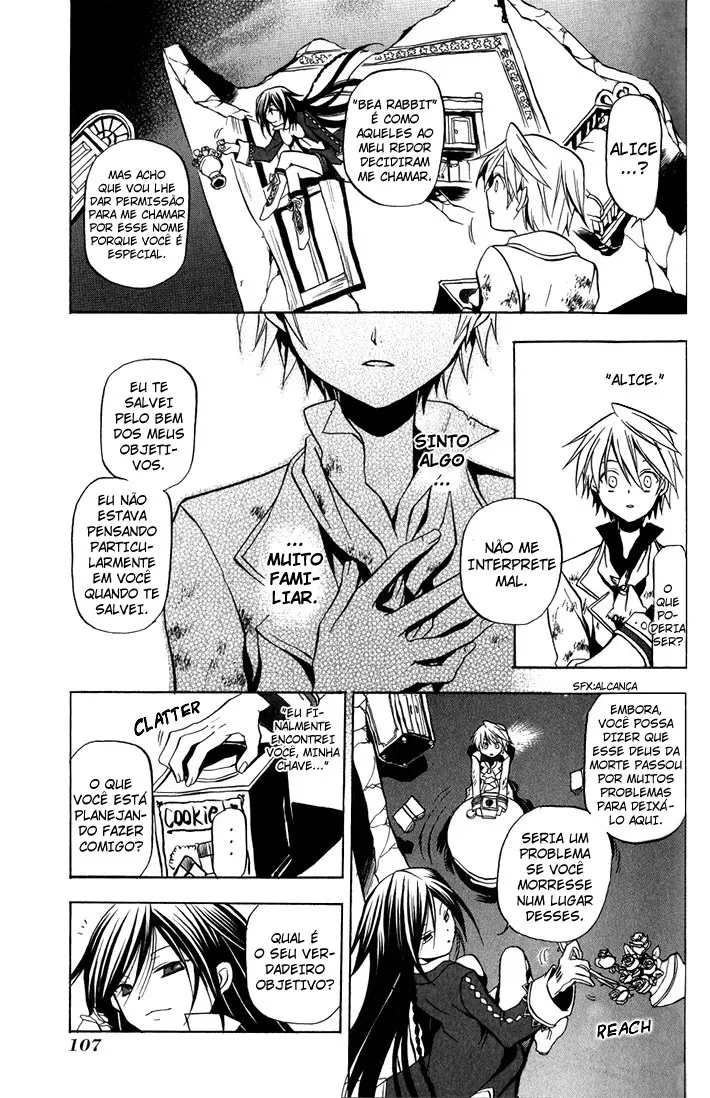 ALICE
...?
"BEA RABBIT"
É COMO
AQUELES AO
MEU REDOR
DECIDIRAM
ME CHAMAR.
MAS ACHO
QUE VOU LHE
DAR PERMISSÃO
PARA ME CHAMAR
POR ESSE NOME
PORQUE VOCÊ É
ESPECIAL.
"ALICE."
O
QUE
PO-
DERIA
SER?
SINTO
ALGO
...
...
MUITO
FAMI-
LIAR.
NÃO ME
INTERPRETE
MAL.
EU TE
SALVEI
PELO BEM
DOS MEUS
OBJETI-
VOS.
EU NÃO
ESTAVA
PENSANDO
PARTICU-
LARMENTE
EM VOCÊ
QUANDO TE
SALVEI.
SFX:ALCANÇA
EMBORA,
VOCÊ POSSA
DIZER QUE
ESSE DEUS DA
MORTE PASSOU
POR MUITOS
PROBLEMAS
PARA DEIXÁ-
LO AQUI.
SERIA UM
PROBLEMA
SE VOCÊ
MORRESSE
NUM LUGAR
DESSES.
REACH
"EU FI-
NALMENTE
ENCONTREI
VOCÊ, MINHA
CHAVE..."
CLATTER
...
O QUE
VOCÊ ESTÁ
PLANEJAN-
DO FAZER
COMIGO?
COOKIE
QUAL É
O SEU VER-
DADEIRO
OBJETIVO?
107